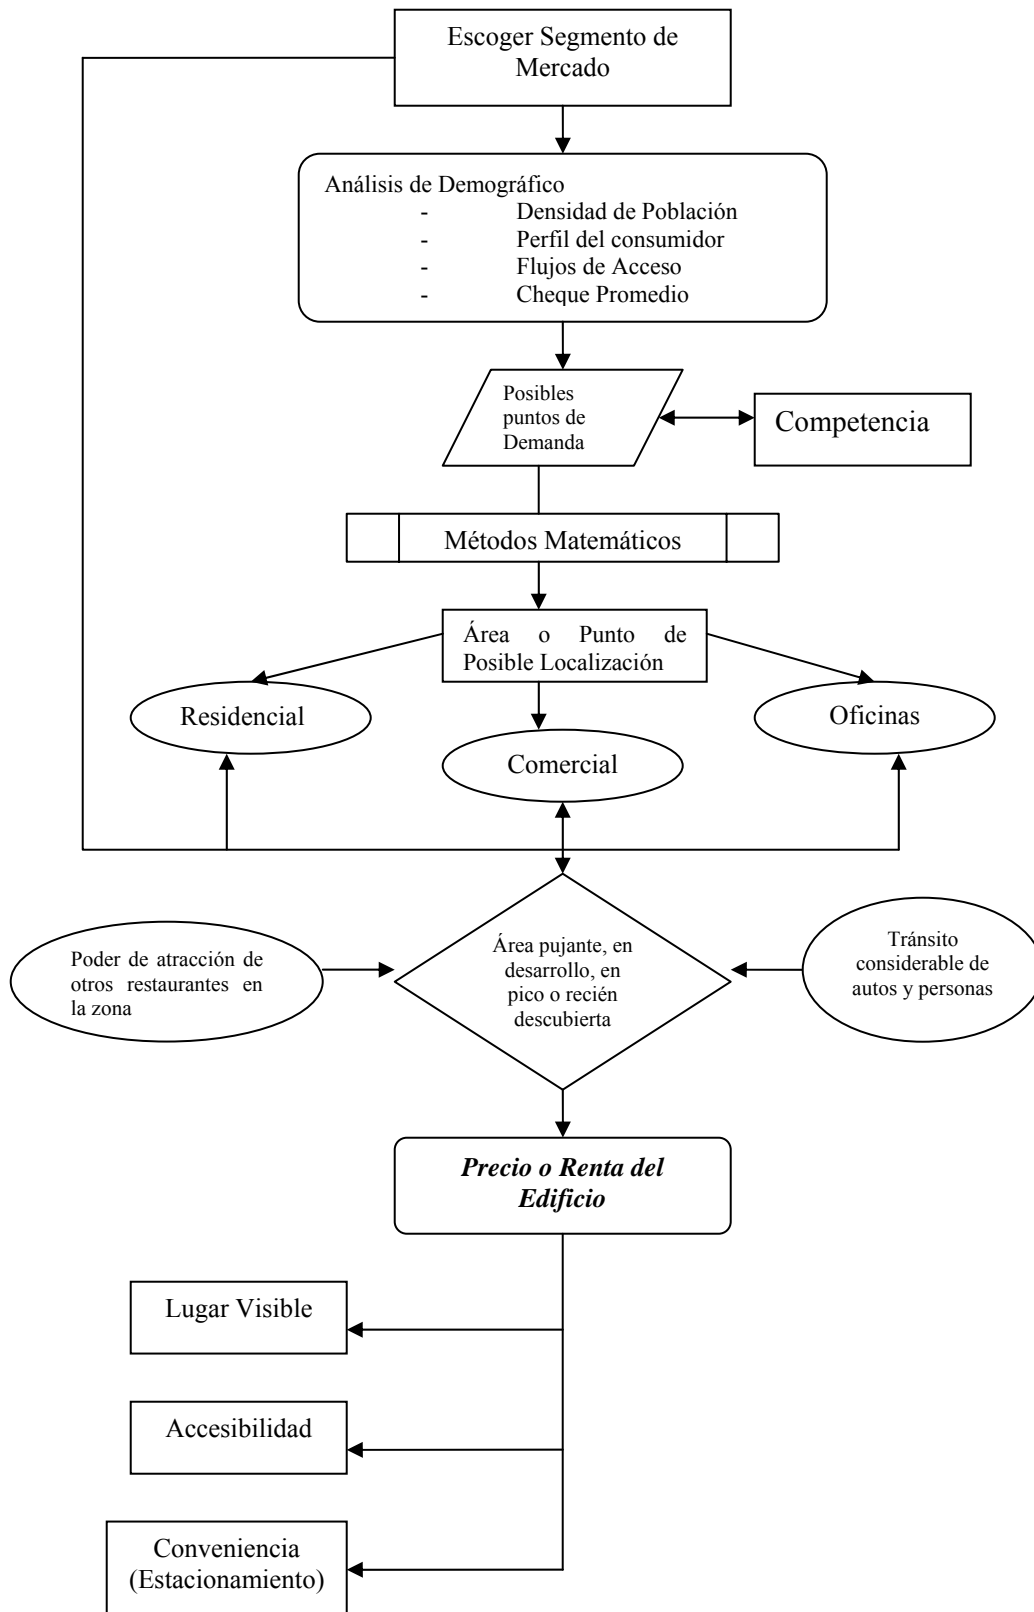 Escoger Segmento de
Mercado
Análisis de Demográfico
- Densidad de Población
- Perfil del consumidor
- Flujos de Acceso
- Cheque Promedio
Posibles
puntos de
Demanda
Competencia
Métodos Matemáticos
Área o Punto de
Posible Localización
Residencial
Oficinas
Comercial
Poder de atracción de
otros restaurantes en
la zona
Área pujante, en
desarrollo, en
pico o recién
descubierta
Tránsito
considerable de
autos y personas
Precio o Renta del
Edificio
Lugar Visible
Accesibilidad
Conveniencia
(Estacionamiento)